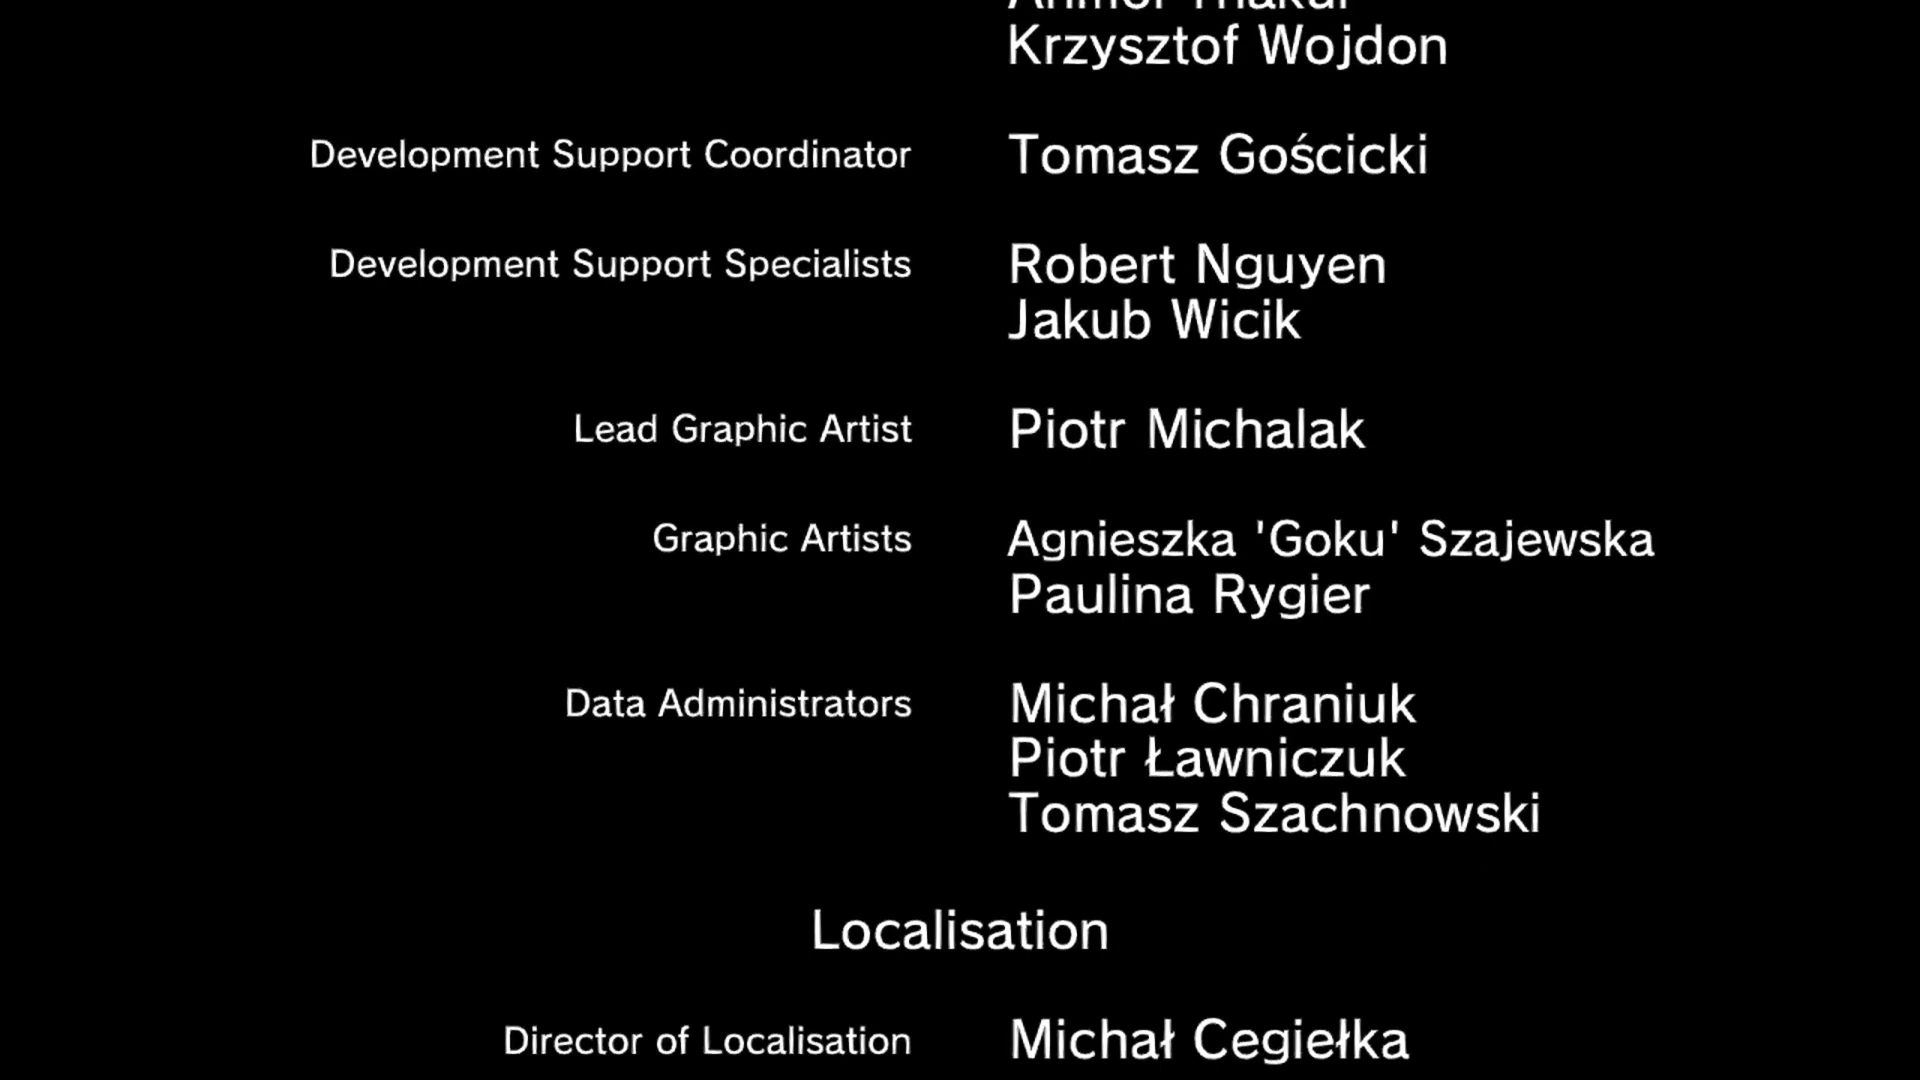 Krzysztof Wojdon
Development Support Coordinator Tomasz Gościcki
Development Support Specialists Robert Nguyen
Jakub Wicik
Lead Graphic Artist Piotr Michalak
Graphic Artists Agnieszka 'Goku' Szajewska
Paulina Rygier
Data Administrators Michał Chraniuk
Piotr Ławniczuk
Tomasz Szachnowski
Localisation
Director of Localisation Michał Cegiełka